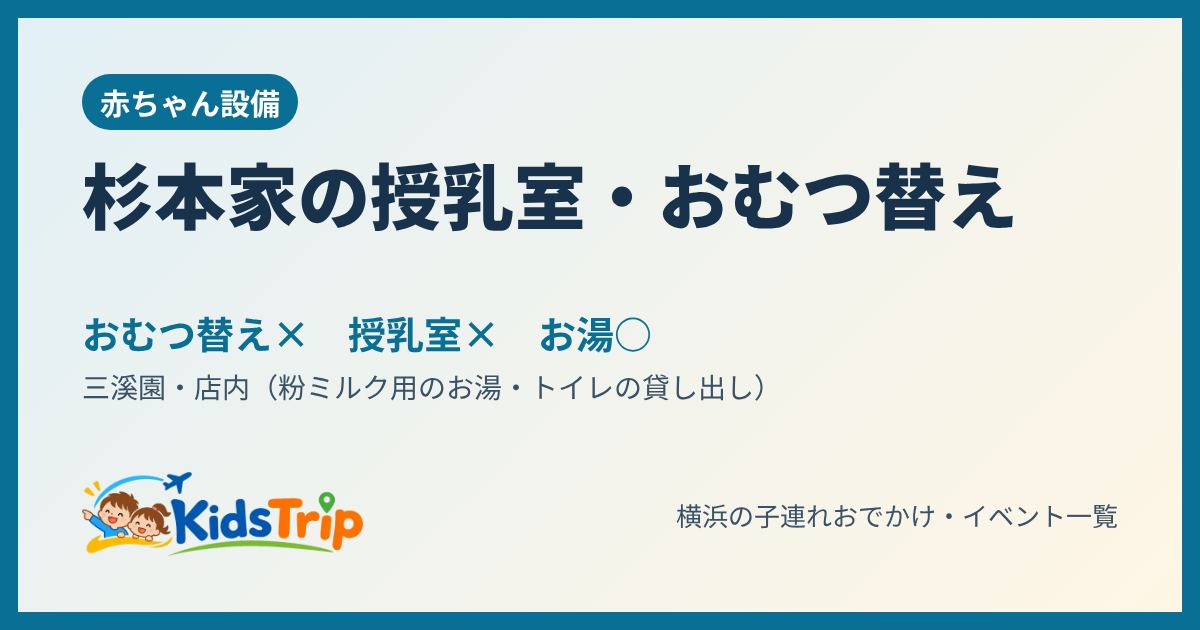 赤ちゃん設備
杉本家の授乳室・おむつ替え
おむつ替え×　授乳室×　お湯○
三溪園・店内（粉ミルク用のお湯・トイレの貸し出し）
KidsTrip
横浜の子連れおでかけ・イベント一覧